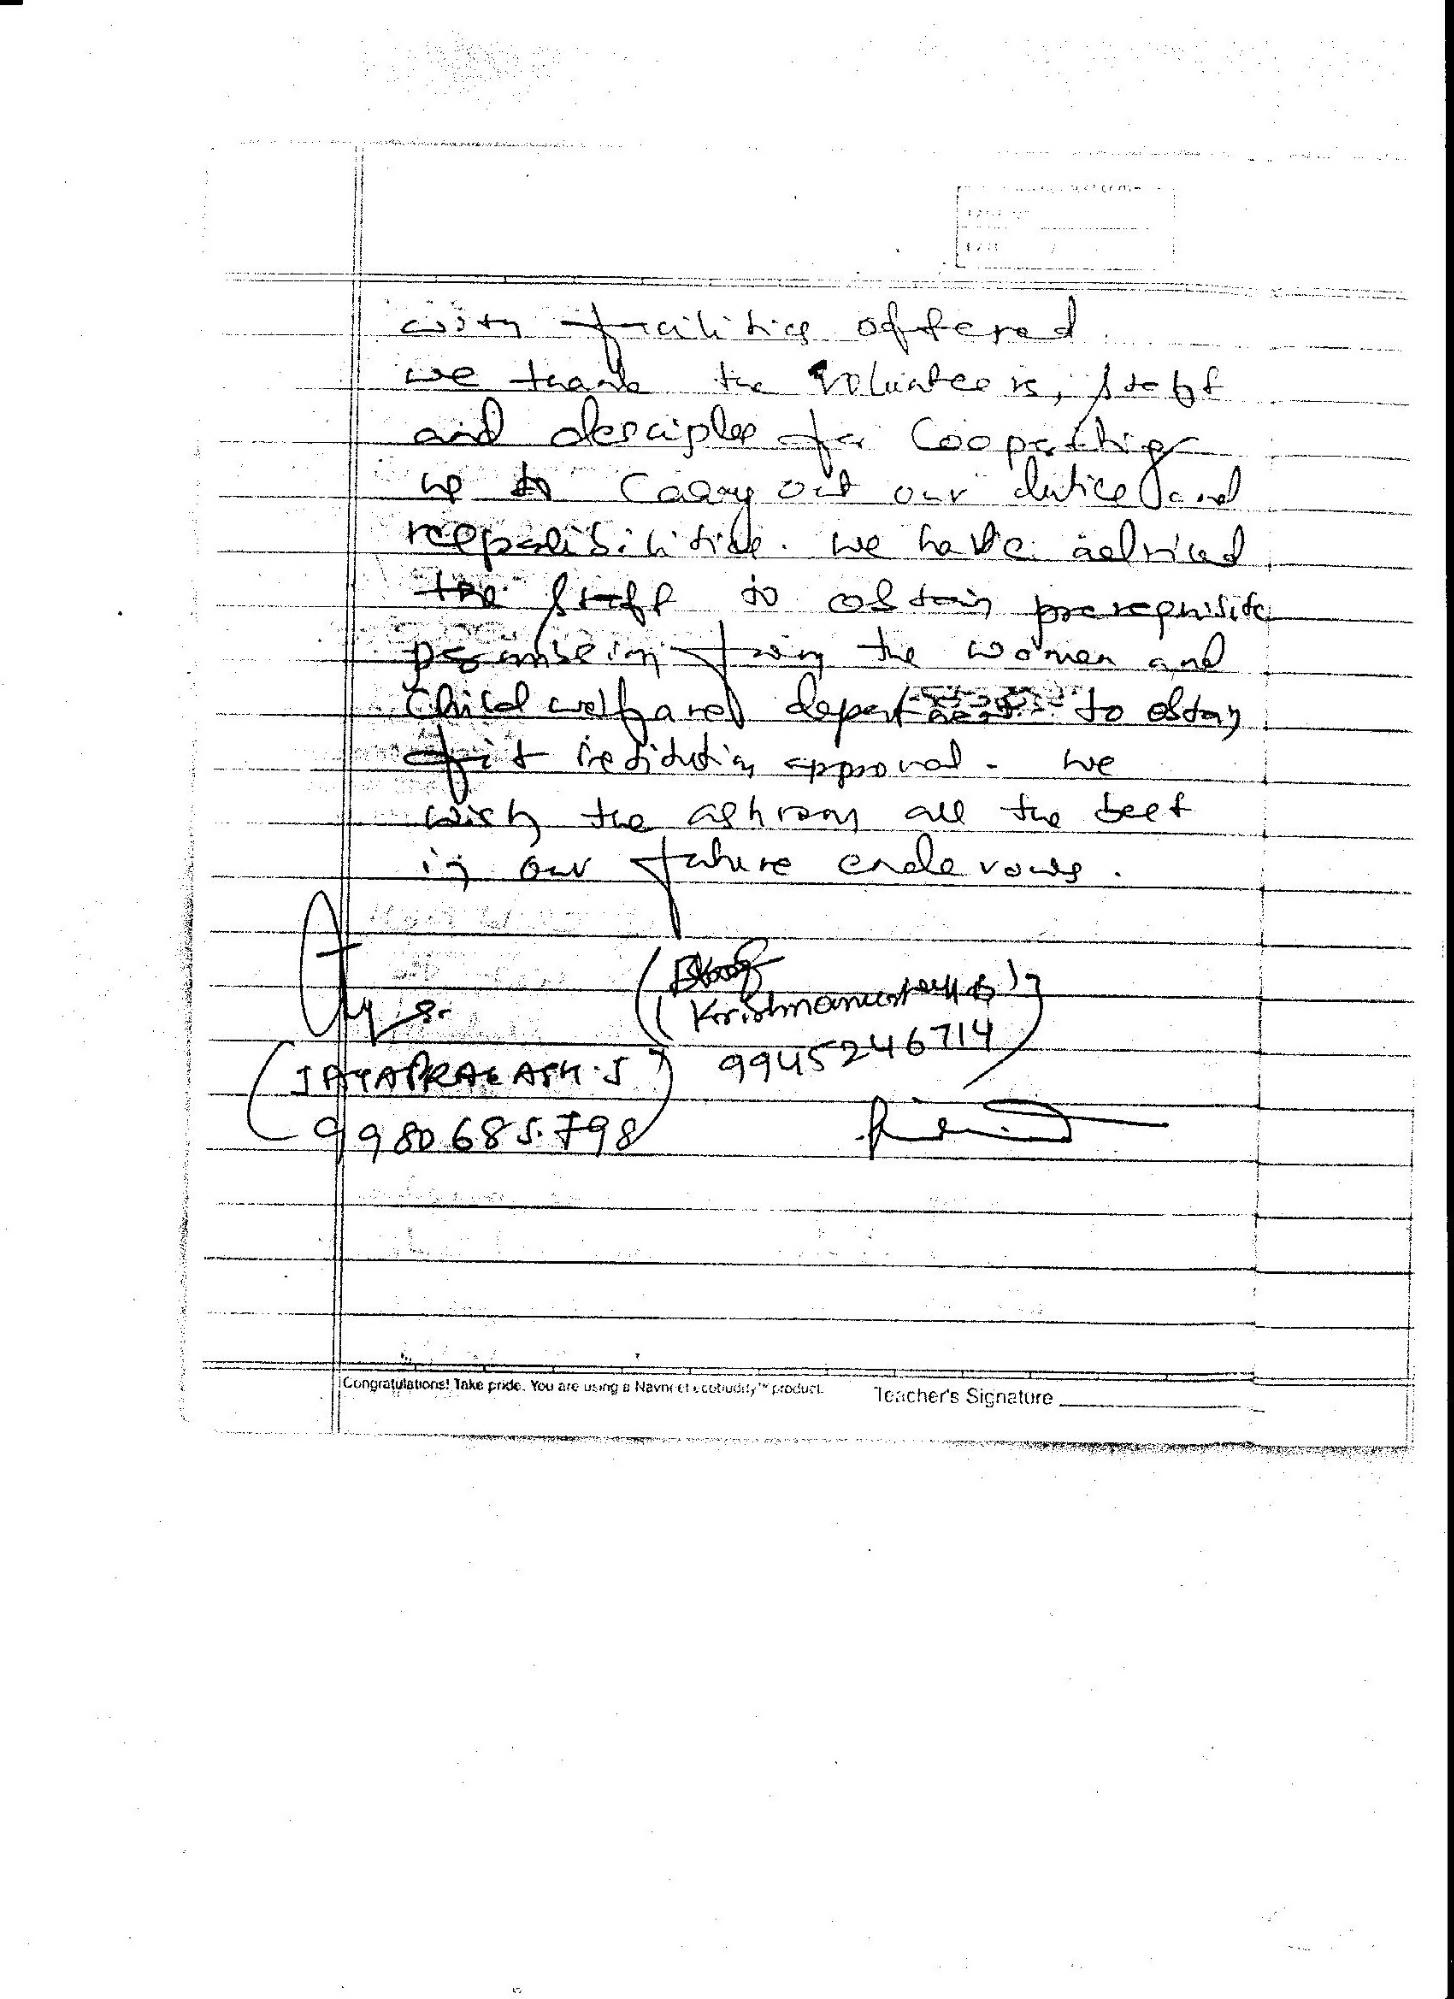 with facilities offered.
we thank the volunteers, staff
and desciples for Cooperating
us to Carry out our duties and
responsibilities. we have adviced
the staff to obtain prerequisite
permission from the women and
child welfare department to obtain
fit institution approval. we
wish the ashram all the best
in our future endevours.
Krishnamurthy
(JAYAPRAKASH.S) 9945246714
9980685798
Congratulations! Take pride. You are using a Navneet ecobuddy™ product. Teacher's Signature